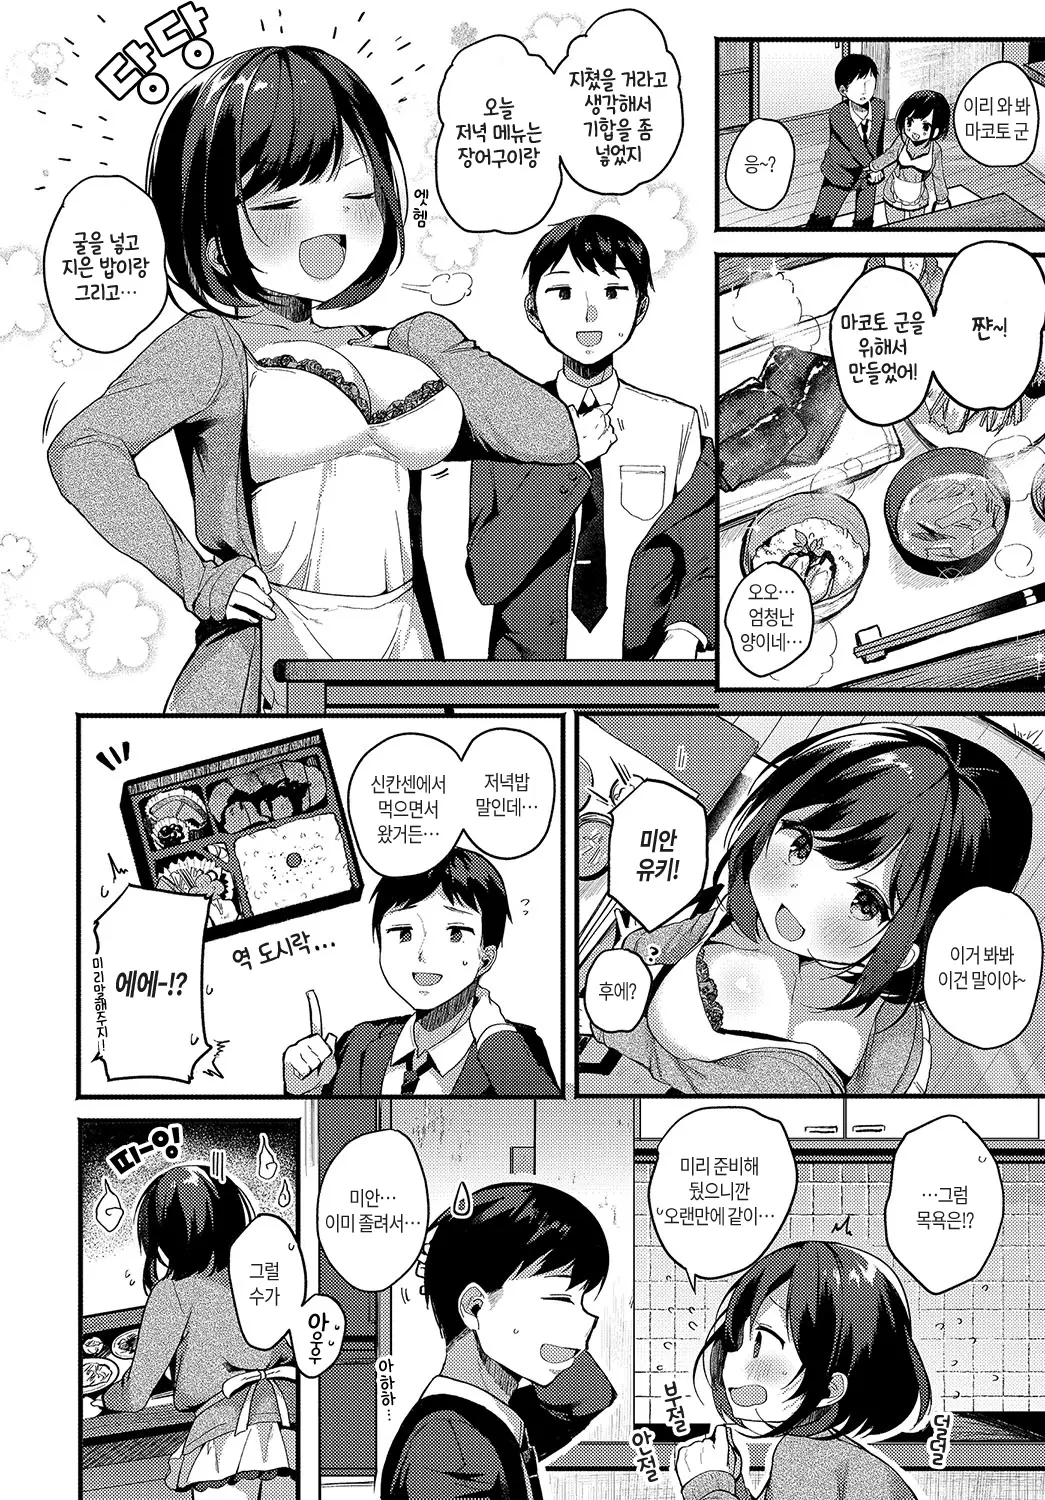 이리 와 봐
마코토 군
응~?
쨘~!
마코토 군을
위해서
만들었어!
오오…
엄청난
양이네…
지쳤을 거라고
생각해서
기합을 좀
넣었지
오늘
저녁 메뉴는
장어구이랑
엣헴
당당
굴을 넣고
지은 밥이랑
그리고…
이거 봐봐
이건 말이야~
미안
유키!
?
후에?
저녁밥
말인데…
신칸센에서
먹으면서
왔거든…
역 도시락…
에에-!?
미리 말해주지!!
…그럼
목욕은!?
미리 준비해
뒀으니깐
오랜만에 같이…
덜덜
부절
안절
미안…
이미 졸려서…
아하하…
띠-잉
그럴
수가
아우우